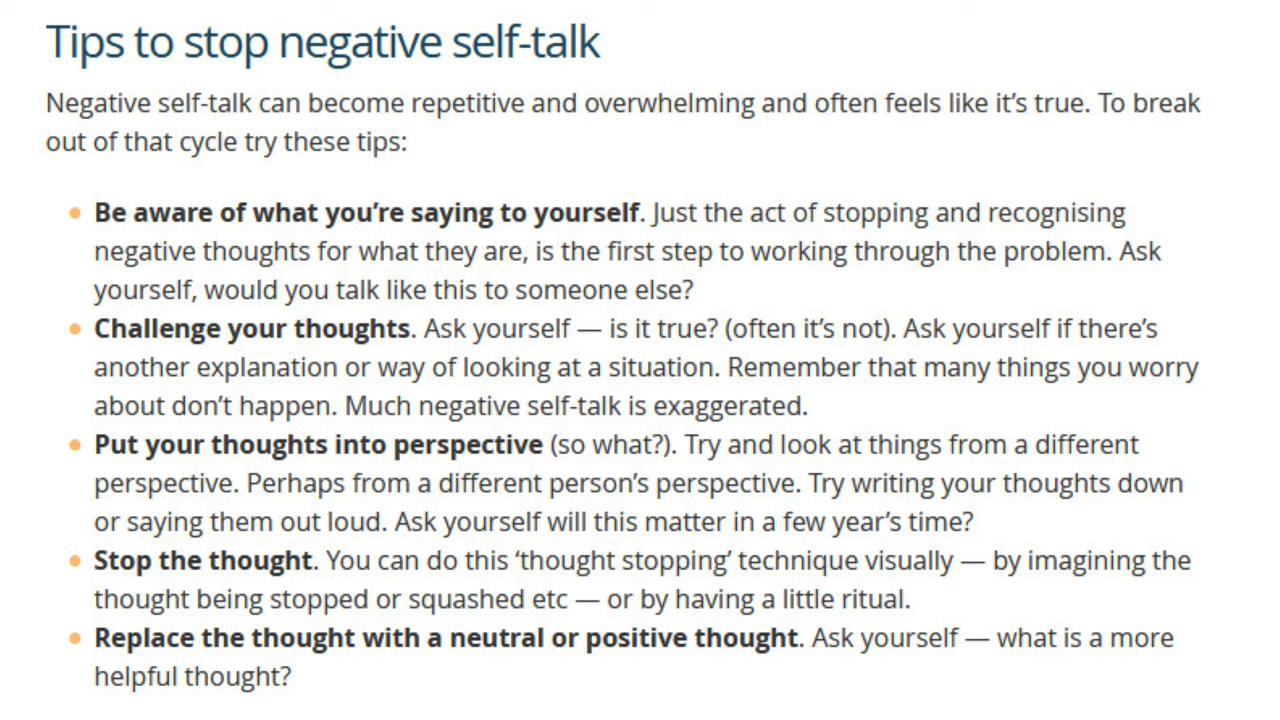 Tips to stop negative self-talk
Negative self-talk can become repetitive and overwhelming and often feels like it’s true. To break
out of that cycle try these tips:
Be aware of what you’re saying to yourself. Just the act of stopping and recognising
negative thoughts for what they are, is the first step to working through the problem. Ask
yourself, would you talk like this to someone else?
Challenge your thoughts. Ask yourself — is it true? (often it’s not). Ask yourself if there’s
another explanation or way of looking at a situation. Remember that many things you worry
about don’t happen. Much negative self-talk is exaggerated.
Put your thoughts into perspective (so what?). Try and look at things from a different
perspective. Perhaps from a different person’s perspective. Try writing your thoughts down
or saying them out loud. Ask yourself will this matter in a few year’s time?
Stop the thought. You can do this ‘thought stopping’ technique visually — by imagining the
thought being stopped or squashed etc — or by having a little ritual.
Replace the thought with a neutral or positive thought. Ask yourself — what is a more
helpful thought?